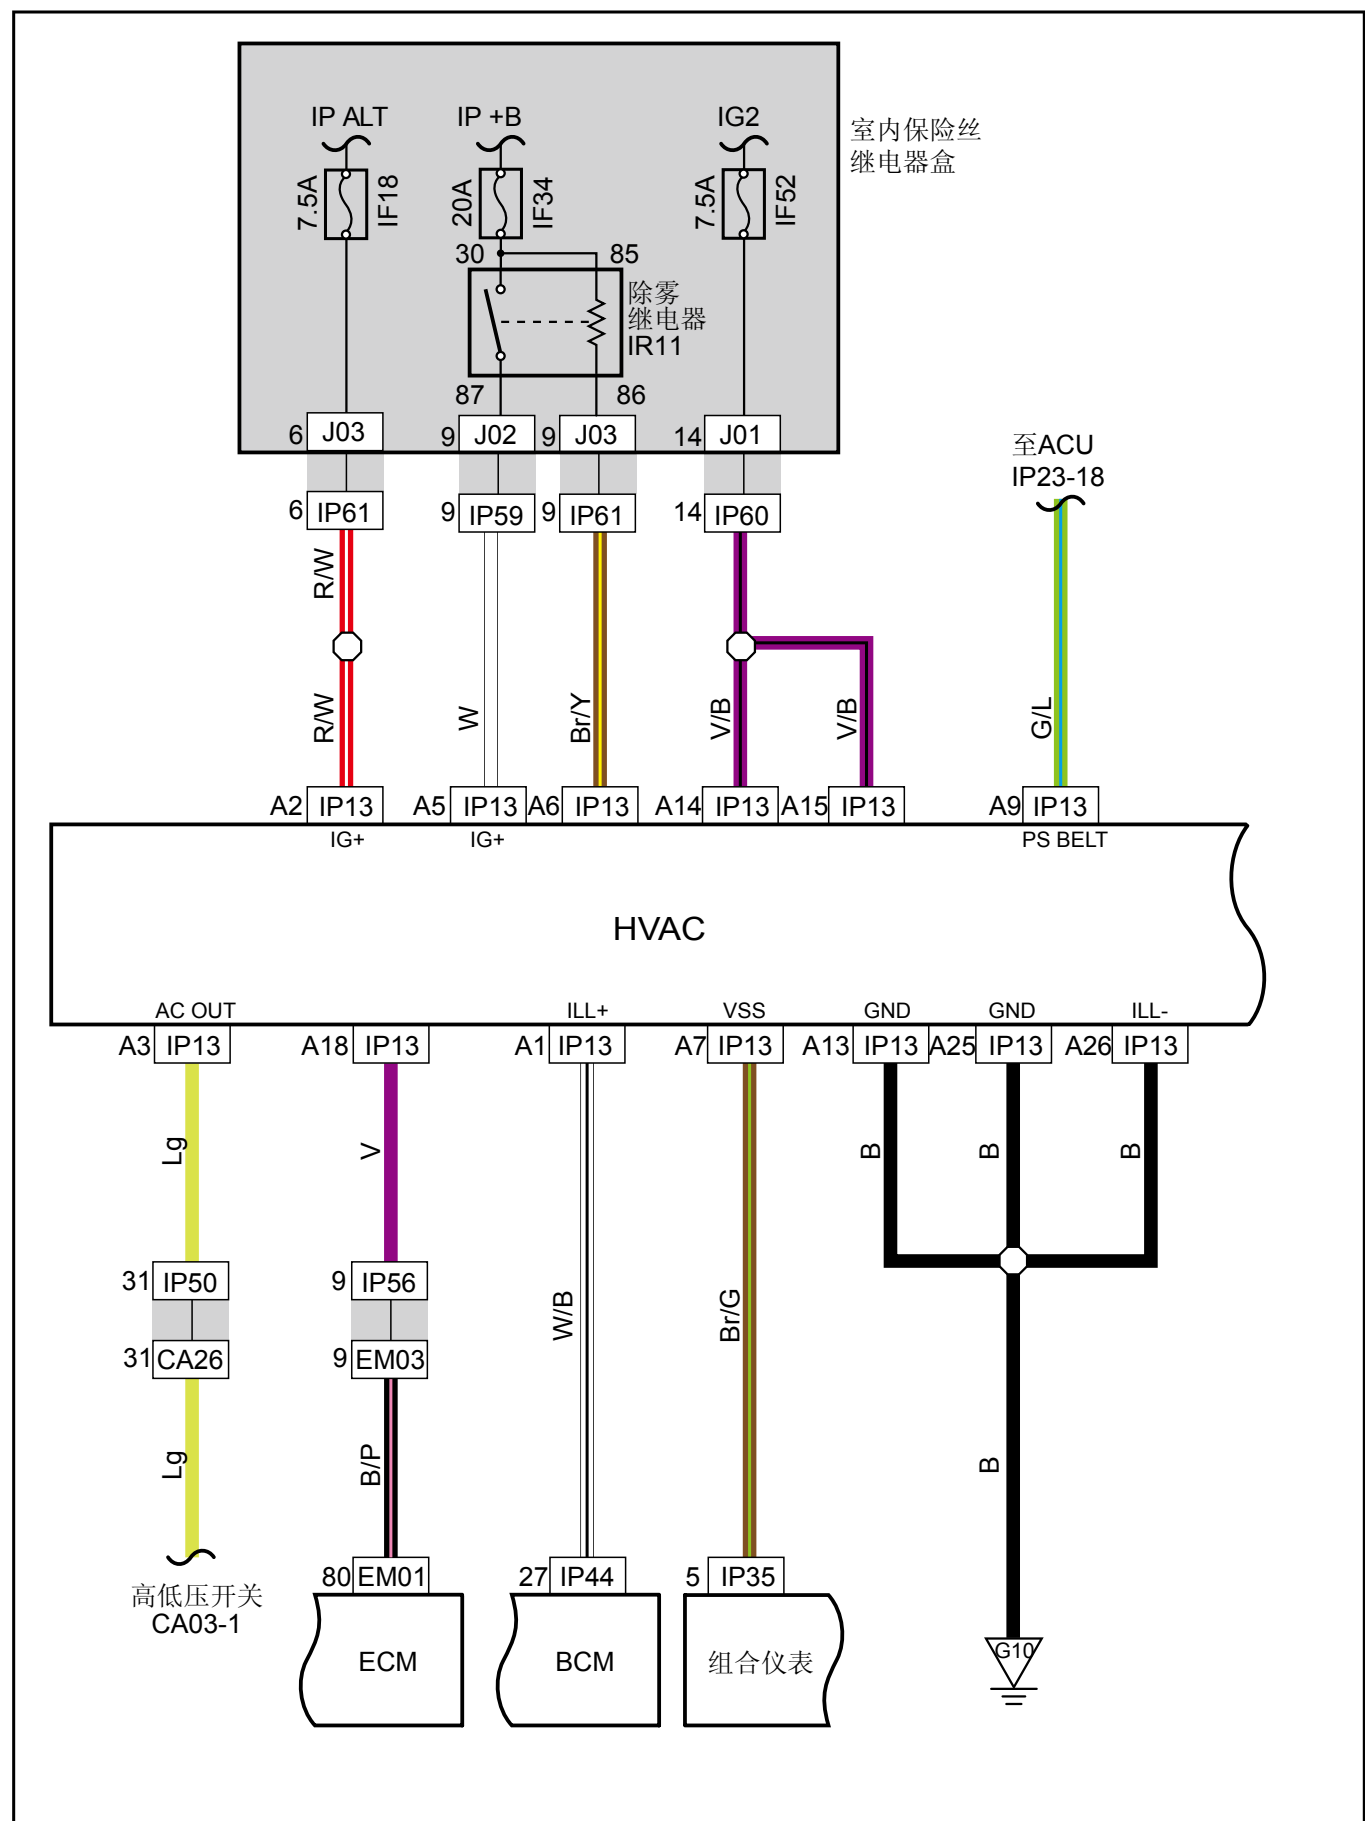 IP ALT
IP +B
IG2
室内保险丝
继电器盒
7.5A
IF18
20A
IF34
7.5A
IF52
30
85
除雾
继电器
IR11
87
86
6 J03
9 J02
9 J03
14 J01
至ACU
IP23-18
6 IP61
9 IP59
9 IP61
14 IP60
R/W
R/W
W
Br/Y
V/B
V/B
G/L
A2 IP13
A5 IP13
A6 IP13
A14 IP13
A15 IP13
A9 IP13
IG+
IG+
PS BELT
HVAC
AC OUT
ILL+
VSS
GND
GND
ILL-
A3 IP13
A18 IP13
A1 IP13
A7 IP13
A13 IP13
A25 IP13
A26 IP13
Lg
V
B
B
B
31 IP50
9 IP56
W/B
Br/G
31 CA26
9 EM03
Lg
B/P
B
高低压开关
CA03-1
80 EM01
27 IP44
5 IP35
ECM
BCM
组合仪表
G10